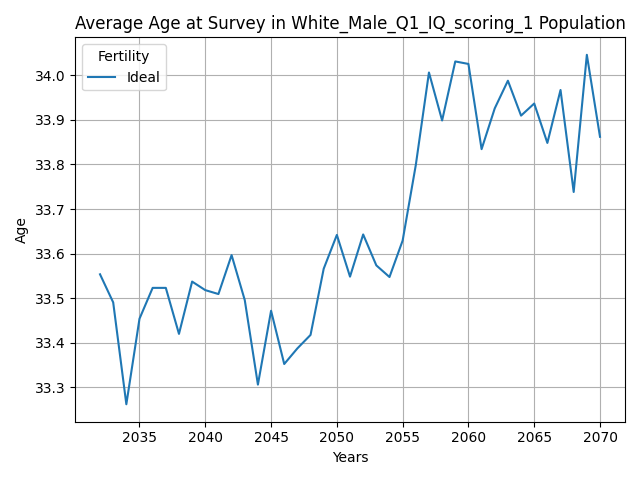 Average Age at Survey in White_Male_Q1_IQ_scoring_1 Population
Fertility
Ideal
Age
34.0
33.9
33.8
33.7
33.6
33.5
33.4
33.3
2035 2040 2045 2050 2055 2060 2065 2070
Years